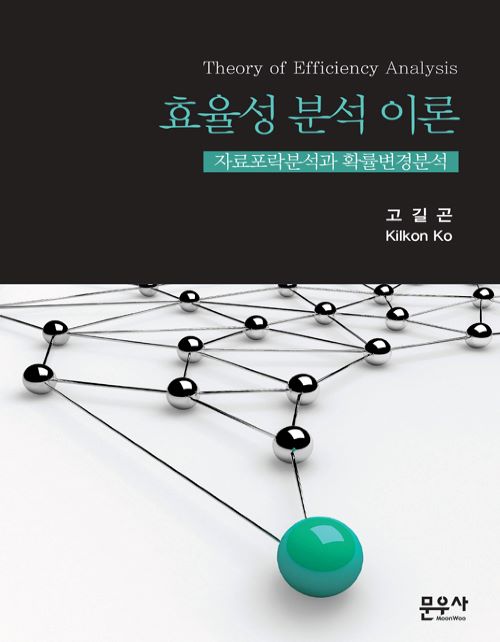 Theory of Efficiency Analysis
효율성 분석 이론
자료포락분석과 확률변경분석
고 길 곤
Kilkon Ko
문우사
MoonWoo